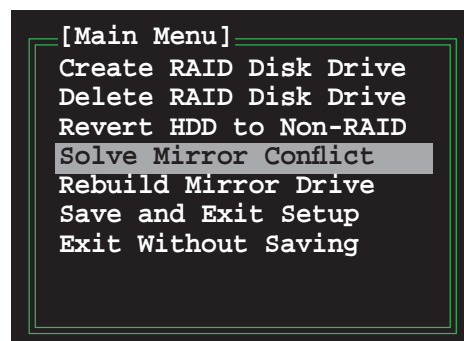 [Main Menu]
Create RAID Disk Drive
Delete RAID Disk Drive
Revert HDD to Non-RAID
Solve Mirror Conflict
Rebuild Mirror Drive
Save and Exit Setup
Exit Without Saving